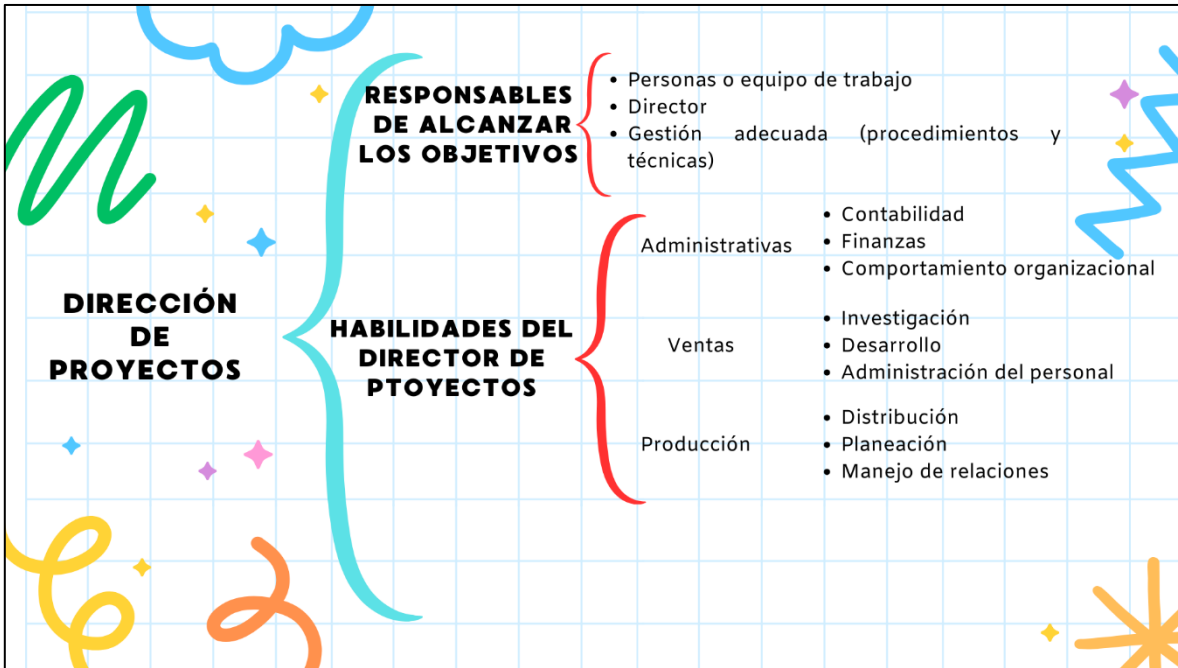 DIRECCIÓN
DE
PROYECTOS
RESPONSABLES
DE ALCANZAR
LOS OBJETIVOS
• Personas o equipo de trabajo
• Director
• Gestión adecuada (procedimientos y
técnicas)
HABILIDADES DEL
DIRECTOR DE
PTOYECTOS
Administrativas
• Contabilidad
• Finanzas
• Comportamiento organizacional
Ventas
• Investigación
• Desarrollo
• Administración del personal
Producción
• Distribución
• Planeación
• Manejo de relaciones